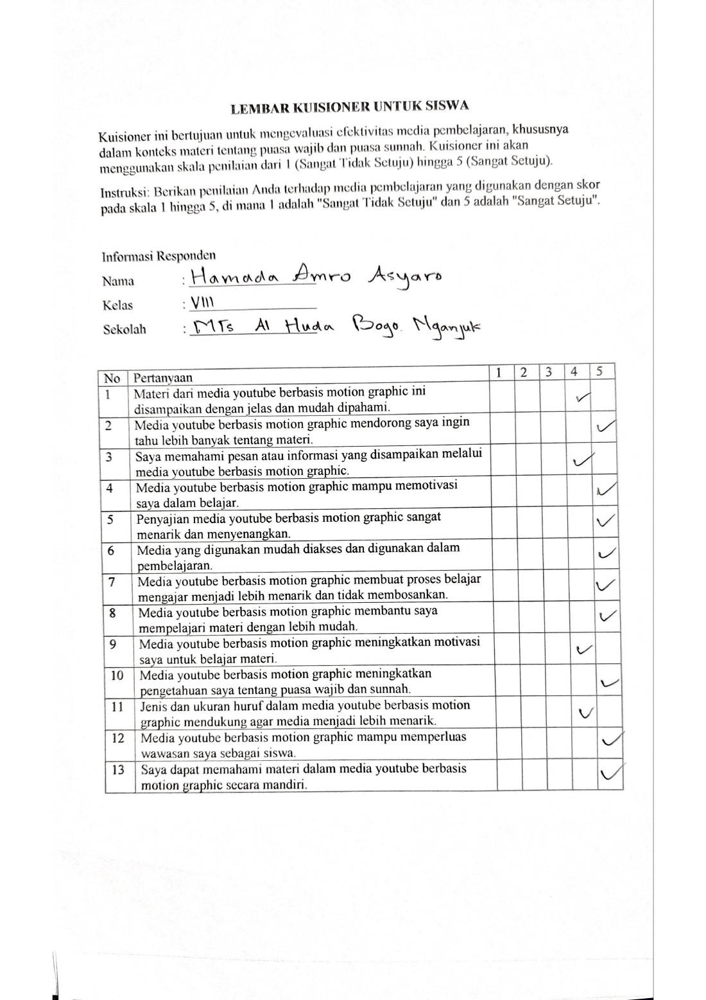 LEMBAR KUISIONER UNTUK SISWA
Kuisioner ini bertujuan untuk mengevaluasi efektivitas media pembelajaran, khususnya
dalam konteks materi tentang puasa wajib dan puasa sunnah. Kuisioner ini akan
menggunakan skala penilaian dari 1 (Sangat Tidak Setuju) hingga 5 (Sangat Setuju).
Instruksi: Berikan penilaian Anda terhadap media pembelajaran yang digunakan dengan skor
pada skala 1 hingga 5, di mana 1 adalah "Sangat Tidak Setuju" dan 5 adalah "Sangat Setuju".
Informasi Responden
Nama : Hamada Amro Asyaro
Kelas : VIII
Sekolah : MTs Al Huda Bogo. Nganjuk
No Pertanyaan 1 2 3 4 5
1 Materi dari media youtube berbasis motion graphic ini ✓
disampaikan dengan jelas dan mudah dipahami.
2 Media youtube berbasis motion graphic mendorong saya ingin ✓
tahu lebih banyak tentang materi.
3 Saya memahami pesan atau informasi yang disampaikan melalui ✓
media youtube berbasis motion graphic.
4 Media youtube berbasis motion graphic mampu memotivasi ✓
saya dalam belajar.
5 Penyajian media youtube berbasis motion graphic sangat ✓
menarik dan menyenangkan.
6 Media yang digunakan mudah diakses dan digunakan dalam ✓
pembelajaran.
7 Media youtube berbasis motion graphic membuat proses belajar ✓
mengajar menjadi lebih menarik dan tidak membosankan.
8 Media youtube berbasis motion graphic membantu saya ✓
mempelajari materi dengan lebih mudah.
9 Media youtube berbasis motion graphic meningkatkan motivasi ✓
saya untuk belajar materi.
10 Media youtube berbasis motion graphic meningkatkan ✓
pengetahuan saya tentang puasa wajib dan sunnah.
11 Jenis dan ukuran huruf dalam media youtube berbasis motion ✓
graphic mendukung agar media menjadi lebih menarik.
12 Media youtube berbasis motion graphic mampu memperluas ✓
wawasan saya sebagai siswa.
13 Saya dapat memahami materi dalam media youtube berbasis ✓
motion graphic secara mandiri.